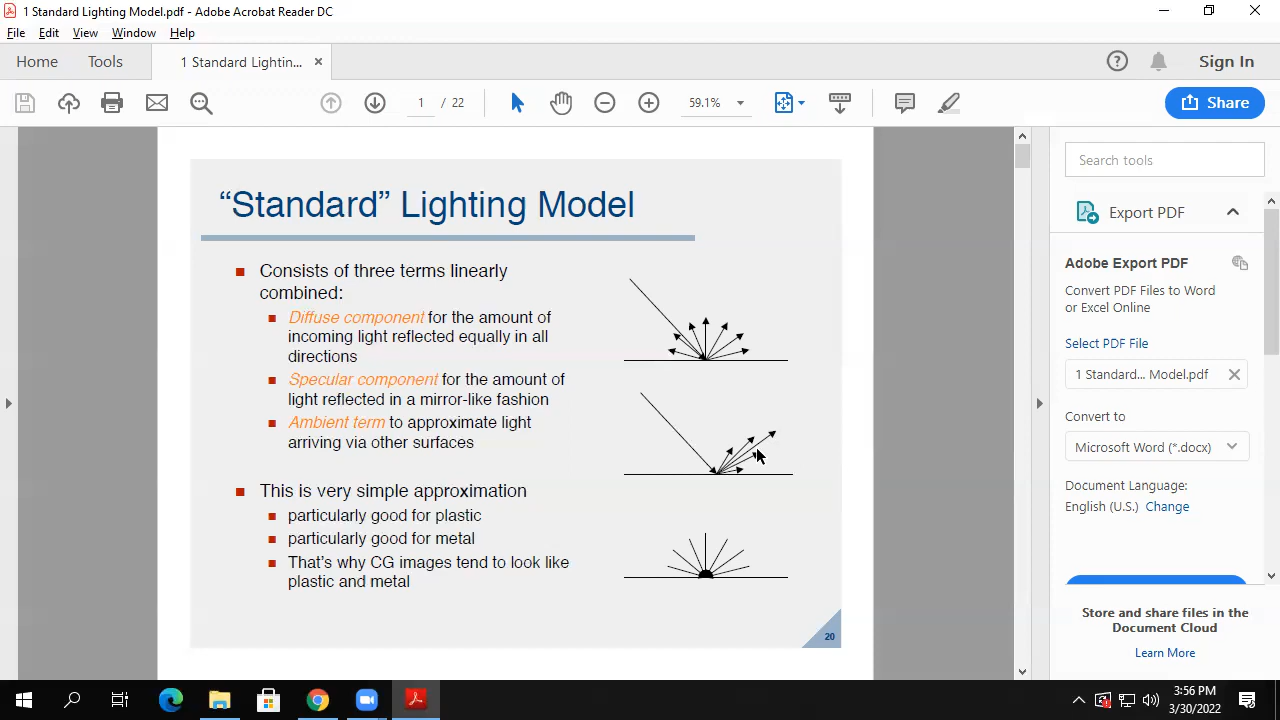 1 Standard Lighting Model.pdf - Adobe Acrobat Reader DC
File Edit View Window Help
Home Tools 1 Standard Lightin... ×
Sign In
1 / 22
59.1%
Share
"Standard" Lighting Model
Consists of three terms linearly
combined:
Diffuse component for the amount of
incoming light reflected equally in all
directions
Specular component for the amount of
light reflected in a mirror-like fashion
Ambient term to approximate light
arriving via other surfaces
This is very simple approximation
particularly good for plastic
particularly good for metal
That's why CG images tend to look like
plastic and metal
20
Search tools
Export PDF
Adobe Export PDF
Convert PDF Files to Word
or Excel Online
Select PDF File
1 Standard... Model.pdf
Convert to
Microsoft Word (*.docx)
Document Language:
English (U.S.) Change
Store and share files in the
Document Cloud
Learn More
3:56 PM
3/30/2022